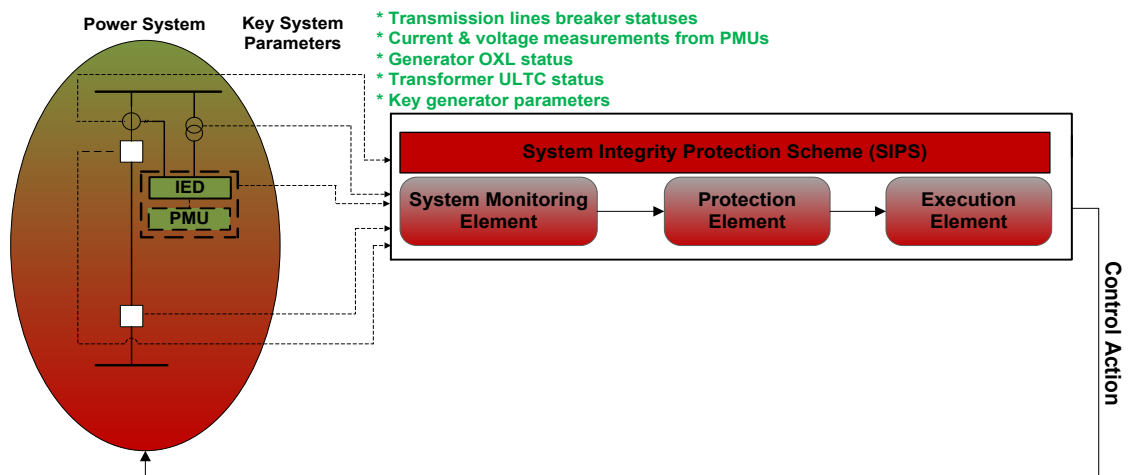 Power System
Key System
Parameters
* Transmission lines breaker statuses
* Current & voltage measurements from PMUs
* Generator OXL status
* Transformer ULTC status
* Key generator parameters
System Integrity Protection Scheme (SIPS)
IED
PMU
System Monitoring
Element
Protection
Element
Execution
Element
Control Action